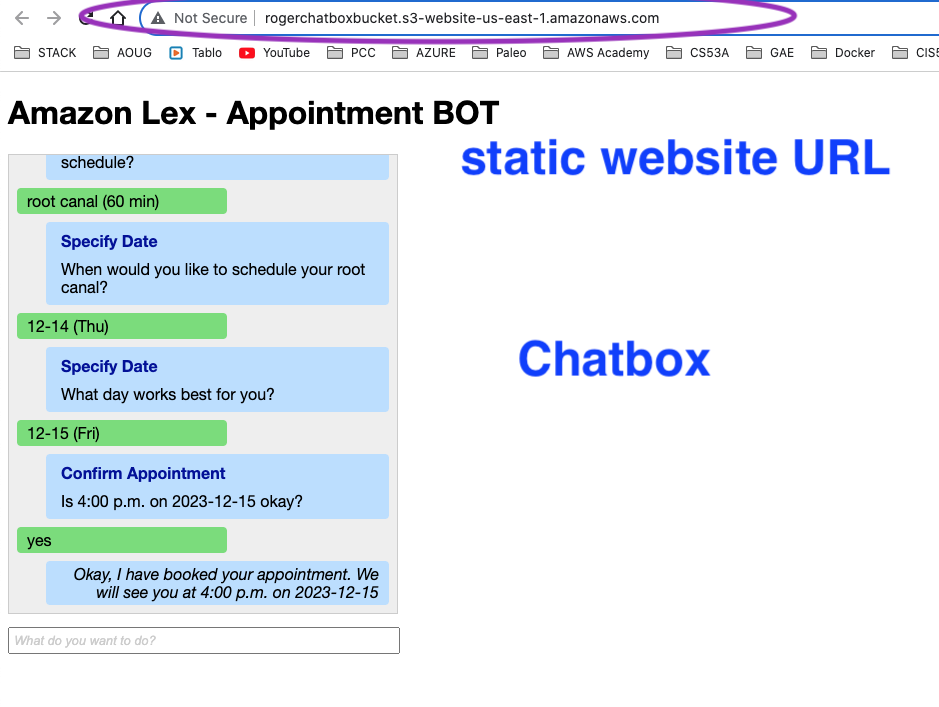 Not Secure rogerchatboxbucket.s3-website-us-east-1.amazonaws.com
STACK AOUG Tablo YouTube PCC AZURE Paleo AWS Academy CS53A GAE Docker CIS5
Amazon Lex - Appointment BOT
static website URL
schedule?
root canal (60 min)
Specify Date
When would you like to schedule your root
canal?
12-14 (Thu)
Specify Date
What day works best for you?
Chatbox
12-15 (Fri)
Confirm Appointment
Is 4:00 p.m. on 2023-12-15 okay?
yes
Okay, I have booked your appointment. We
will see you at 4:00 p.m. on 2023-12-15
What do you want to do?